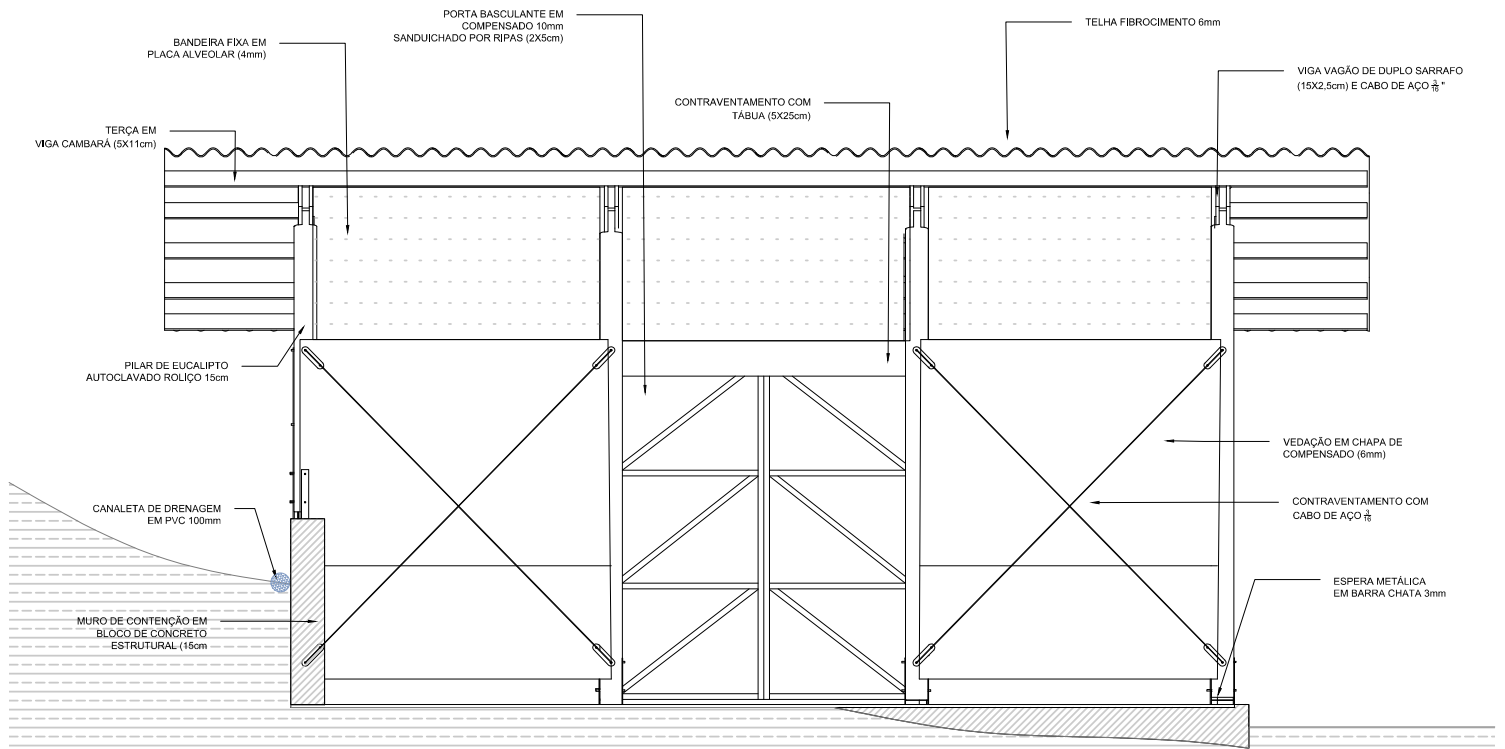 PORTA BASCULANTE EM
COMPENSADO 10mm
SANDUICHADO POR RIPAS (2X5cm)
TELHA FIBROCIMENTO 6mm
BANDEIRA FIXA EM
PLACA ALVEOLAR (4mm)
VIGA VAGÃO DE DUPLO SARRAFO
(15X2,5cm) E CABO DE AÇO 3/16 "
CONTRAVENTAMENTO COM
TÁBUA (5X25cm)
TERÇA EM
VIGA CAMBARÁ (5X11cm)
PILAR DE EUCALIPTO
AUTOCLAVADO ROLIÇO 15cm
VEDAÇÃO EM CHAPA DE
COMPENSADO (6mm)
CANALETA DE DRENAGEM
EM PVC 100mm
CONTRAVENTAMENTO COM
CABO DE AÇO 3/16
ESPERA METÁLICA
EM BARRA CHATA 3mm
MURO DE CONTENÇÃO EM
BLOCO DE CONCRETO
ESTRUTURAL (15cm